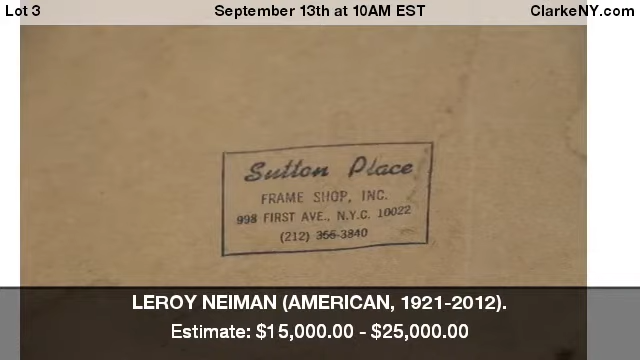 Lot 3
September 13th at 10AM EST
ClarkeNY.com
Sutton Place
FRAME SHOP, INC.
998 FIRST AVE., N.Y.C. 10022
(212) 355-3840
LEROY NEIMAN (AMERICAN, 1921-2012).
Estimate: $15,000.00 - $25,000.00